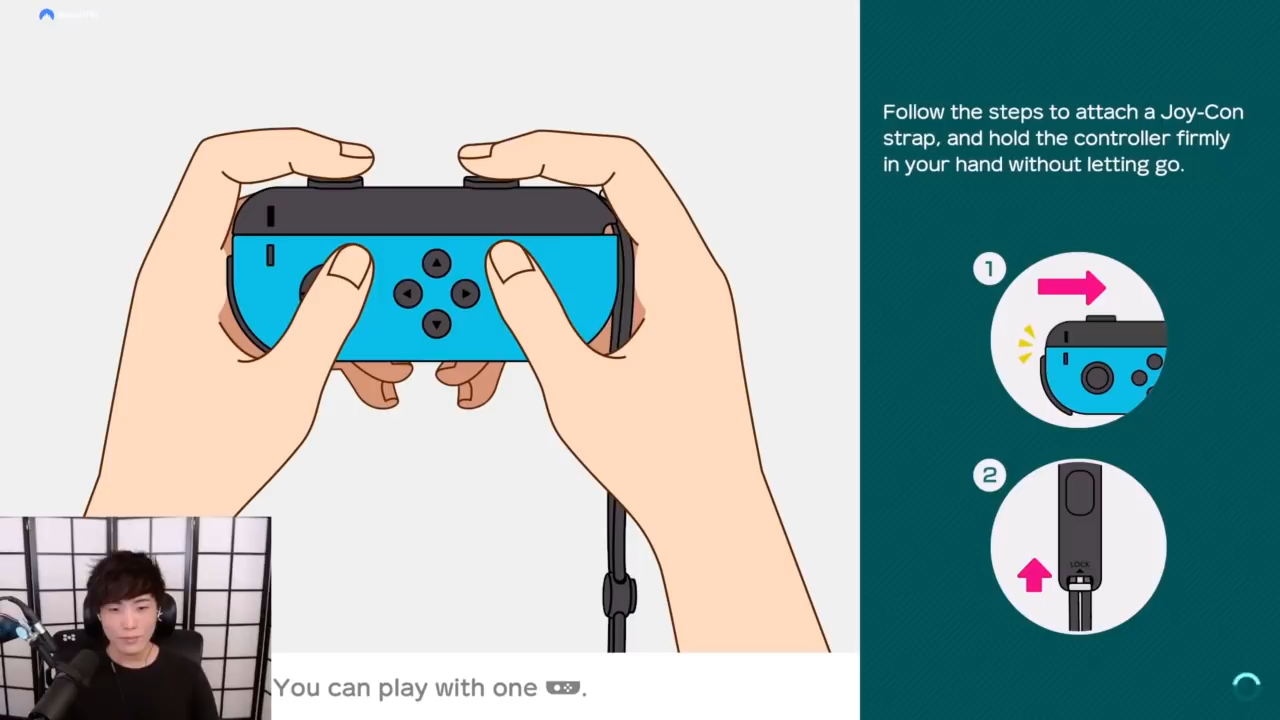 Follow the steps to attach a Joy-Con
strap, and hold the controller firmly
in your hand without letting go.
1
2
LOCK
You can play with one .